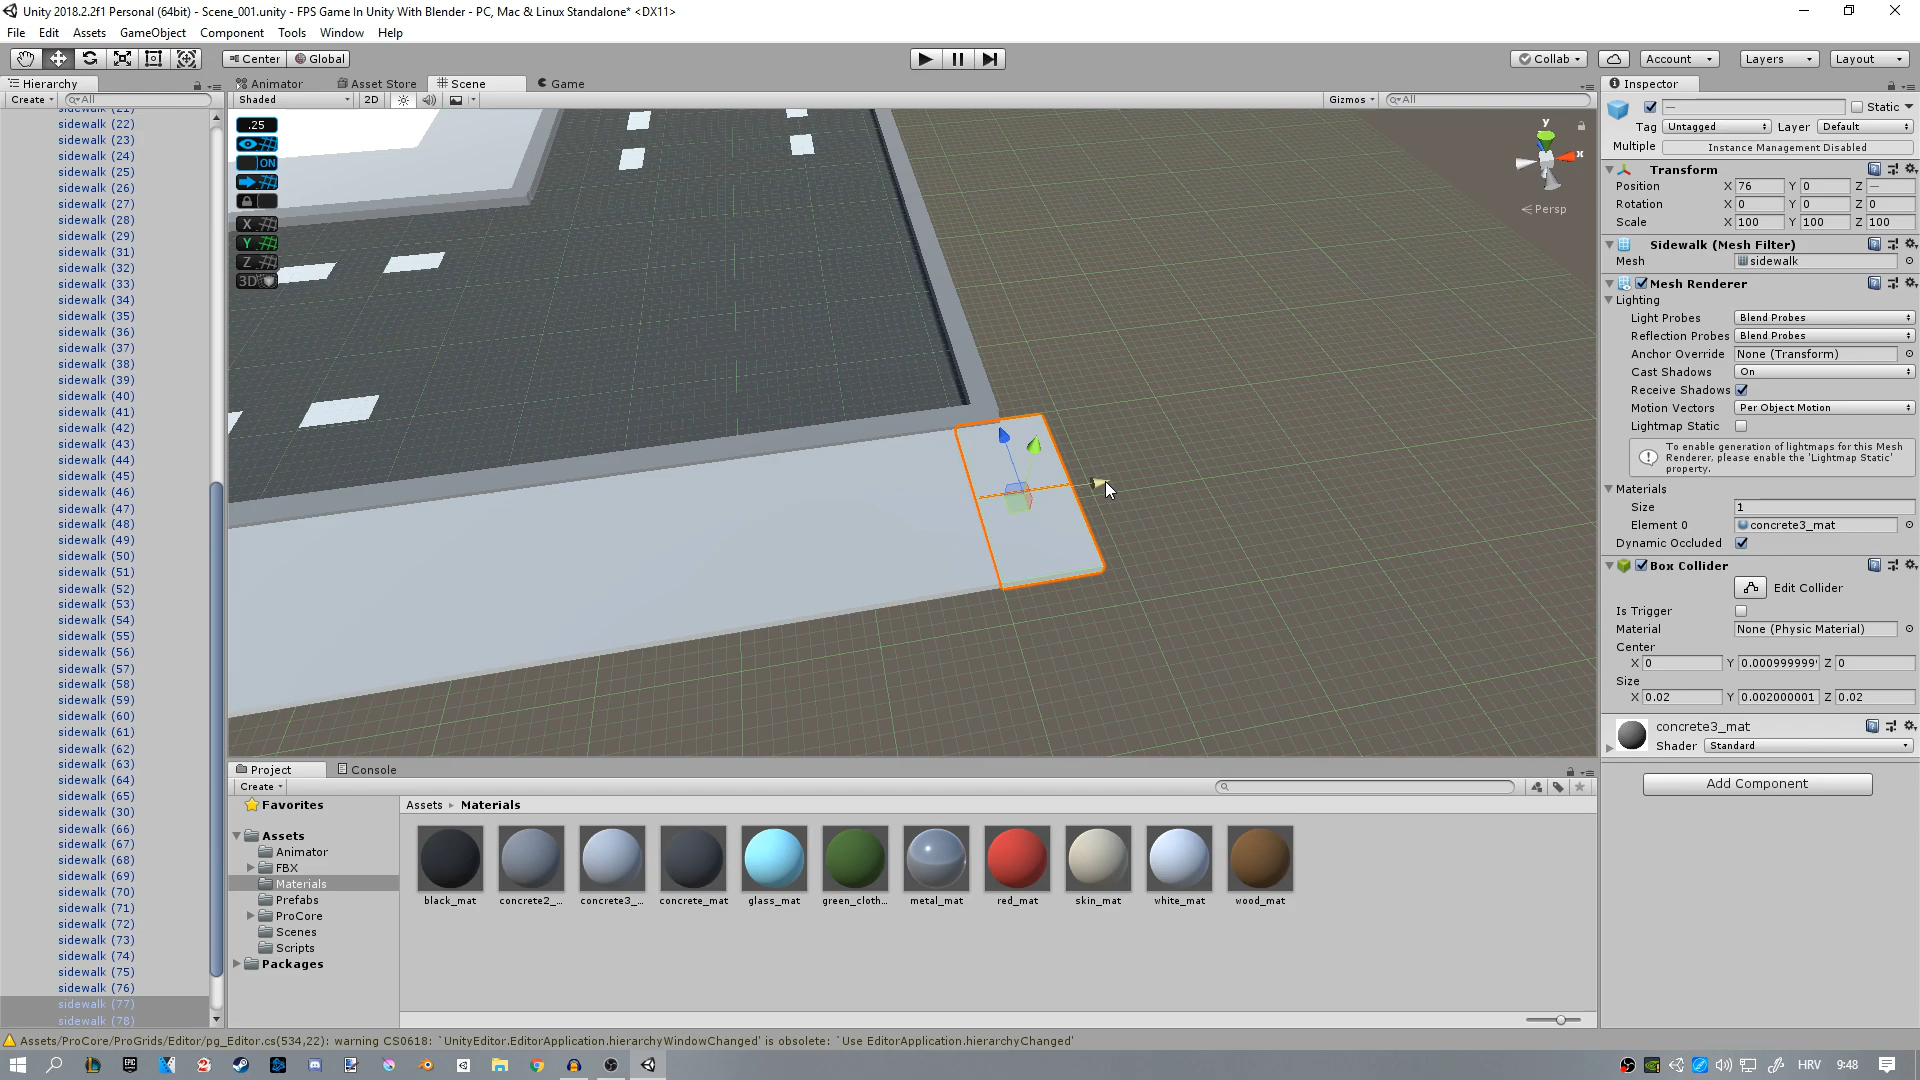 Unity 2018.2.2f1 Personal (64bit) - Scene_001.unity - FPS Game In Unity With Blender - PC, Mac & Linux Standalone* <DX11>
File Edit Assets GameObject Component Tools Window Help
Center Global Collab Account Layers Layout
Hierarchy Animator Asset Store Scene Game Inspector
Create All Shaded 2D Gizmos All
sidewalk (21)
sidewalk (22)
sidewalk (23)
sidewalk (24)
sidewalk (25)
sidewalk (26)
sidewalk (27)
sidewalk (28)
sidewalk (29)
sidewalk (31)
sidewalk (32)
sidewalk (33)
sidewalk (34)
sidewalk (35)
sidewalk (36)
sidewalk (37)
sidewalk (38)
sidewalk (39)
sidewalk (40)
sidewalk (41)
sidewalk (42)
sidewalk (43)
sidewalk (44)
sidewalk (45)
sidewalk (46)
sidewalk (47)
sidewalk (48)
sidewalk (49)
sidewalk (50)
sidewalk (51)
sidewalk (52)
sidewalk (53)
sidewalk (54)
sidewalk (55)
sidewalk (56)
sidewalk (57)
sidewalk (58)
sidewalk (59)
sidewalk (60)
sidewalk (61)
sidewalk (62)
sidewalk (63)
sidewalk (64)
sidewalk (65)
sidewalk (30)
sidewalk (66)
sidewalk (67)
sidewalk (68)
sidewalk (69)
sidewalk (70)
sidewalk (71)
sidewalk (72)
sidewalk (73)
sidewalk (74)
sidewalk (75)
sidewalk (76)
sidewalk (77)
sidewalk (78)
.25
ON
X
Y
Z
3D
y
x
Persp
— Static
Tag Untagged Layer Default
Multiple Instance Management Disabled
Transform
Position X 76 Y 0 Z —
Rotation X 0 Y 0 Z 0
Scale X 100 Y 100 Z 100
Sidewalk (Mesh Filter)
Mesh sidewalk
Mesh Renderer
Lighting
Light Probes Blend Probes
Reflection Probes Blend Probes
Anchor Override None (Transform)
Cast Shadows On
Receive Shadows
Motion Vectors Per Object Motion
Lightmap Static
To enable generation of lightmaps for this Mesh
Renderer, please enable the 'Lightmap Static'
property.
Materials
Size 1
Element 0 concrete3_mat
Dynamic Occluded
Box Collider
Edit Collider
Is Trigger
Material None (Physic Material)
Center
X 0 Y 0.000999999 Z 0
Size
X 0.02 Y 0.002000001 Z 0.02
concrete3_mat
Shader Standard
Add Component
Project Console
Create
Favorites
Assets
Animator
FBX
Materials
Prefabs
ProCore
Scenes
Scripts
Packages
Assets ▸ Materials
black_mat concrete2_... concrete3_... concrete_mat glass_mat green_cloth... metal_mat red_mat skin_mat white_mat wood_mat
Assets/ProCore/ProGrids/Editor/pg_Editor.cs(534,22): warning CS0618: `UnityEditor.EditorApplication.hierarchyWindowChanged' is obsolete: `Use EditorApplication.hierarchyChanged'
HRV 9:48